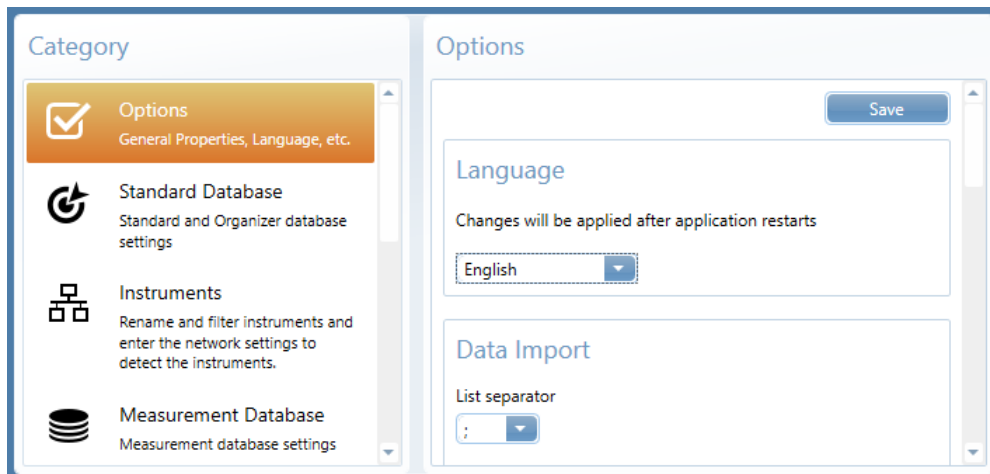 Category
Options
General Properties, Language, etc.
Standard Database
Standard and Organizer database
settings
Instruments
Rename and filter instruments and
enter the network settings to
detect the instruments.
Measurement Database
Measurement database settings
Options
Save
Language
Changes will be applied after application restarts
English
Data Import
List separator
;